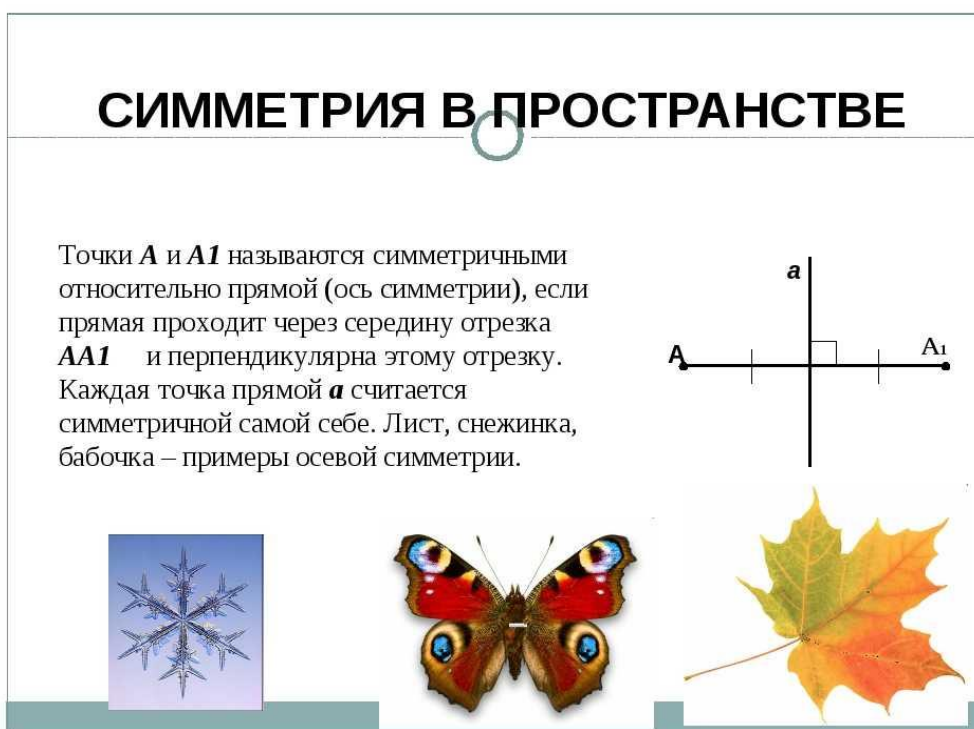 СИММЕТРИЯ В ПРОСТРАНСТВЕ
Точки А и А1 называются симметричными
относительно прямой (ось симметрии), если
прямая проходит через середину отрезка
АА1 и перпендикулярна этому отрезку.
Каждая точка прямой а считается
симметричной самой себе. Лист, снежинка,
бабочка – примеры осевой симметрии.
а
А
А₁